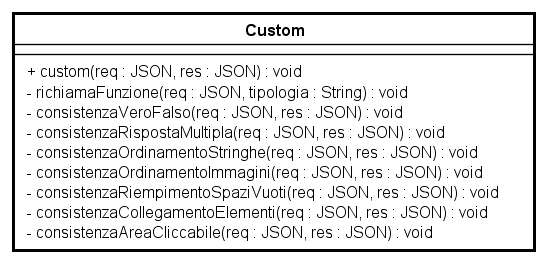 Custom
+ custom(req : JSON, res : JSON) : void
- richiamaFunzione(req : JSON, tipologia : String) : void
- consistenzaVeroFalso(req : JSON, res : JSON) : void
- consistenzaRispostaMultipla(req : JSON, res : JSON) : void
- consistenzaOrdinamentoStringhe(req : JSON, res : JSON) : void
- consistenzaOrdinamentoImmagini(req : JSON, res : JSON) : void
- consistenzaRiempimentoSpaziVuoti(req : JSON, res : JSON) : void
- consistenzaCollegamentoElementi(req : JSON, res : JSON) : void
- consistenzaAreaCliccabile(req : JSON, res : JSON) : void